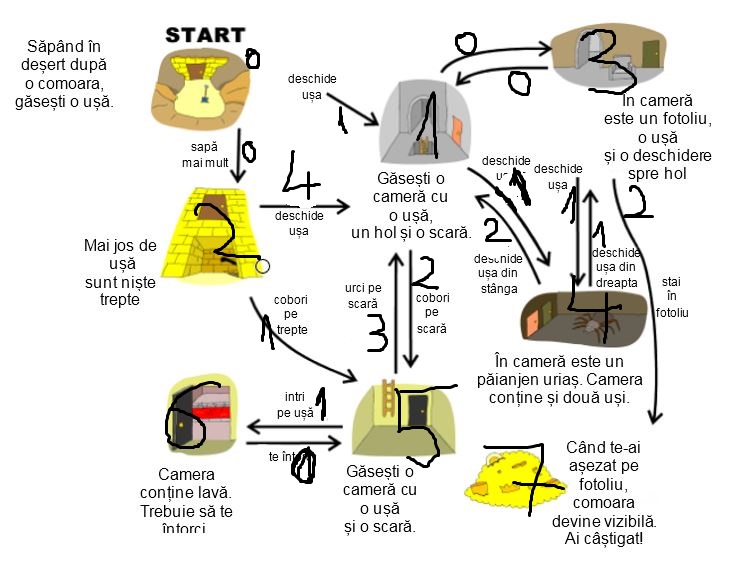 START
Săpând în
deșert după
o comoara,
găsești o ușă.
0
deschide
ușa
1
0
0
1
3
În cameră
este un fotoliu,
o ușă
și o deschidere
spre hol
sapă
mai mult
0
4
deschide
ușa
Găsești o
cameră cu
o ușă,
un hol și o scară.
deschide
1
deschide
ușa
1
2
2
Mai jos de
ușă
sunt niște
trepte
2
deschide
ușa din
stânga
1
deschide
ușa din
dreapta
stai
în
fotoliu
4
În cameră este un
păianjen uriaș. Camera
conține și două uși.
cobori
pe
trepte
1
urci pe
scară
3
2
cobori
pe
scară
6
intri
pe ușă
1
te
0
5
Camera
conține lavă.
Trebuie să te
întorci
Găsești o
cameră cu
o ușă
și o scară.
7
Când te-ai
așezat pe
fotoliu,
comoara
devine vizibilă.
Ai câștigat!